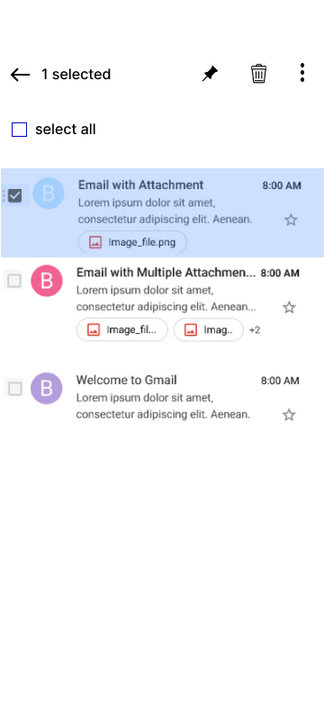 1 selected
select all
B
Email with Attachment 8:00 AM
Lorem ipsum dolor sit amet,
consectetur adipiscing elit. Aenean.
Image_file.png
B
Email with Multiple Attachmen... 8:00 AM
Lorem ipsum dolor sit amet,
consectetur adipiscing elit. Aenean...
Image_fil... Imag.. +2
B
Welcome to Gmail 8:00 AM
Lorem ipsum dolor sit amet,
consectetur adipiscing elit. Aenean.